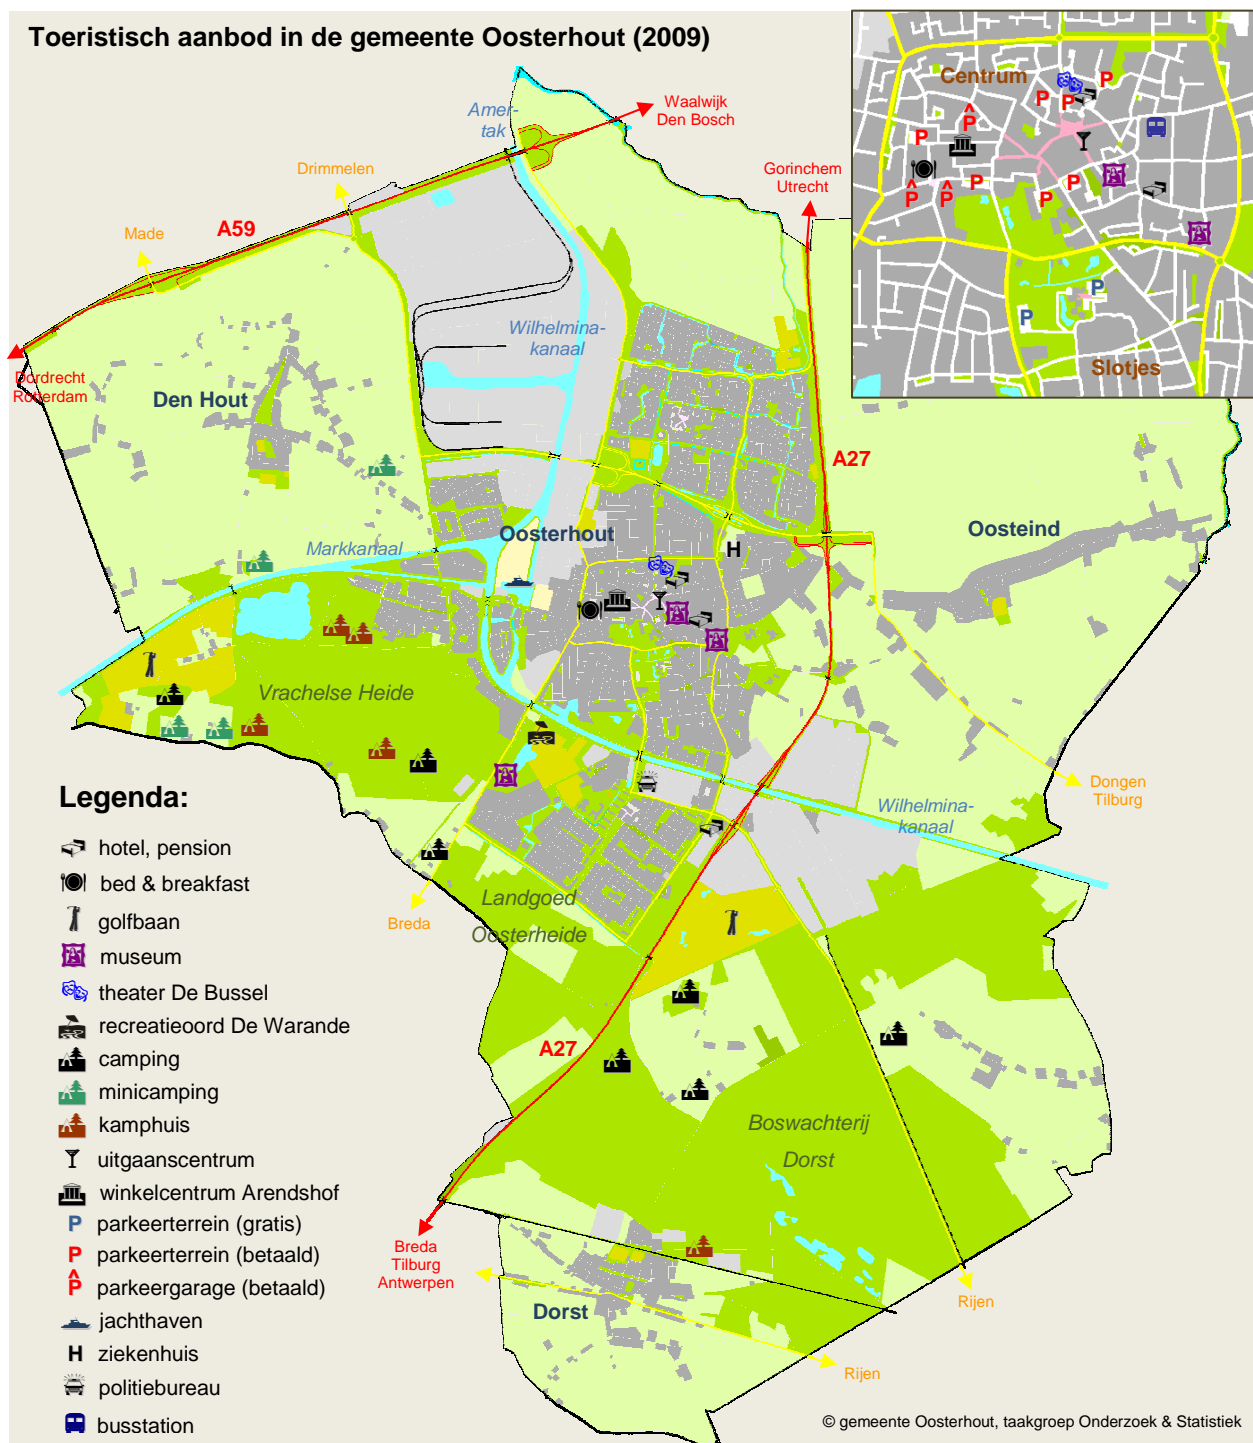 Toeristisch aanbod in de gemeente Oosterhout (2009)
Centrum
P
P
P
P
P
P
P
P
P
P
P
P
Slotjes
Amer-
tak
Waalwijk
Den Bosch
Drimmelen
Gorinchem
Utrecht
Made
A59
Wilhelmina-
kanaal
Dordrecht
Rotterdam
Den Hout
A27
Oosterhout
Oosteind
Markkanaal
H
Vrachelse Heide
Dongen
Tilburg
Wilhelmina-
kanaal
Breda
Landgoed
Oosterheide
A27
Boswachterij
Dorst
Breda
Tilburg
Antwerpen
Rijen
Dorst
Rijen
Legenda:
hotel, pension
bed & breakfast
golfbaan
museum
theater De Bussel
recreatieoord De Warande
camping
minicamping
kamphuis
uitgaanscentrum
winkelcentrum Arendshof
P parkeerterrein (gratis)
P parkeerterrein (betaald)
P parkeergarage (betaald)
jachthaven
H ziekenhuis
politiebureau
busstation
© gemeente Oosterhout, taakgroep Onderzoek & Statistiek